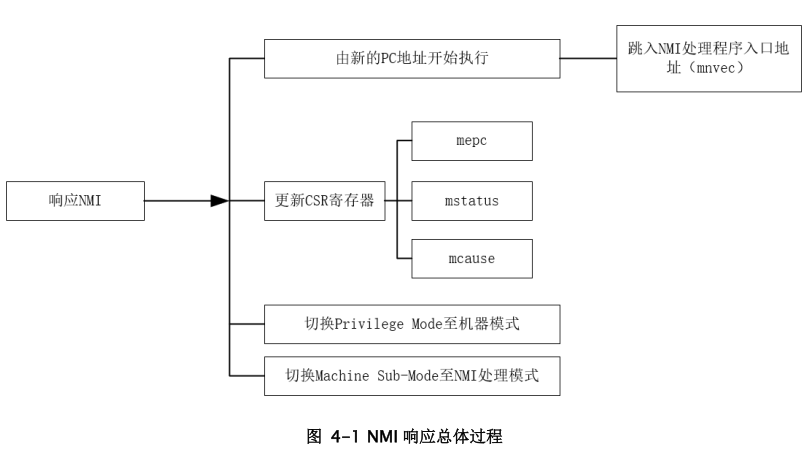 由新的PC地址开始执行
跳入NMI处理程序入口地
址（mnvec）
mepc
响应NMI
更新CSR寄存器
mstatus
mcause
切换Privilege Mode至机器模式
切换Machine Sub-Mode至NMI处理模式
图 4-1 NMI 响应总体过程